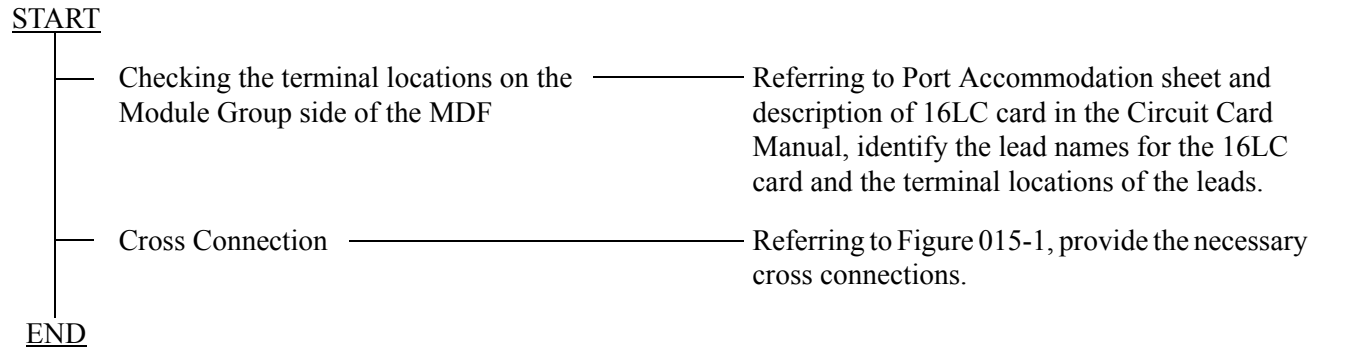 START
Checking the terminal locations on the
Module Group side of the MDF
Referring to Port Accommodation sheet and
description of 16LC card in the Circuit Card
Manual, identify the lead names for the 16LC
card and the terminal locations of the leads.
Cross Connection
Referring to Figure 015-1, provide the necessary
cross connections.
END